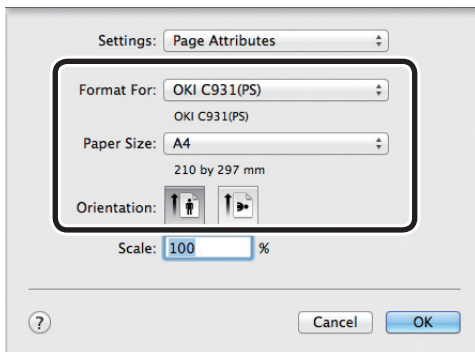 Settings: Page Attributes
Format For: OKI C931(PS)
OKI C931(PS)
Paper Size: A4
210 by 297 mm
Orientation:
Scale: 100 %
? Cancel OK